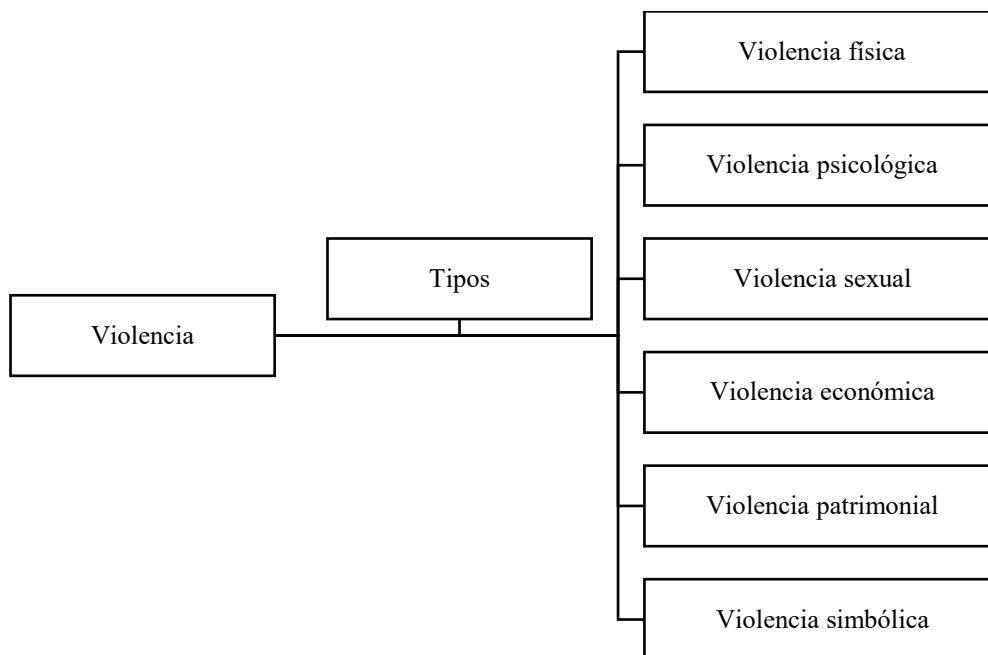 Violencia
Tipos
Violencia física
Violencia psicológica
Violencia sexual
Violencia económica
Violencia patrimonial
Violencia simbólica